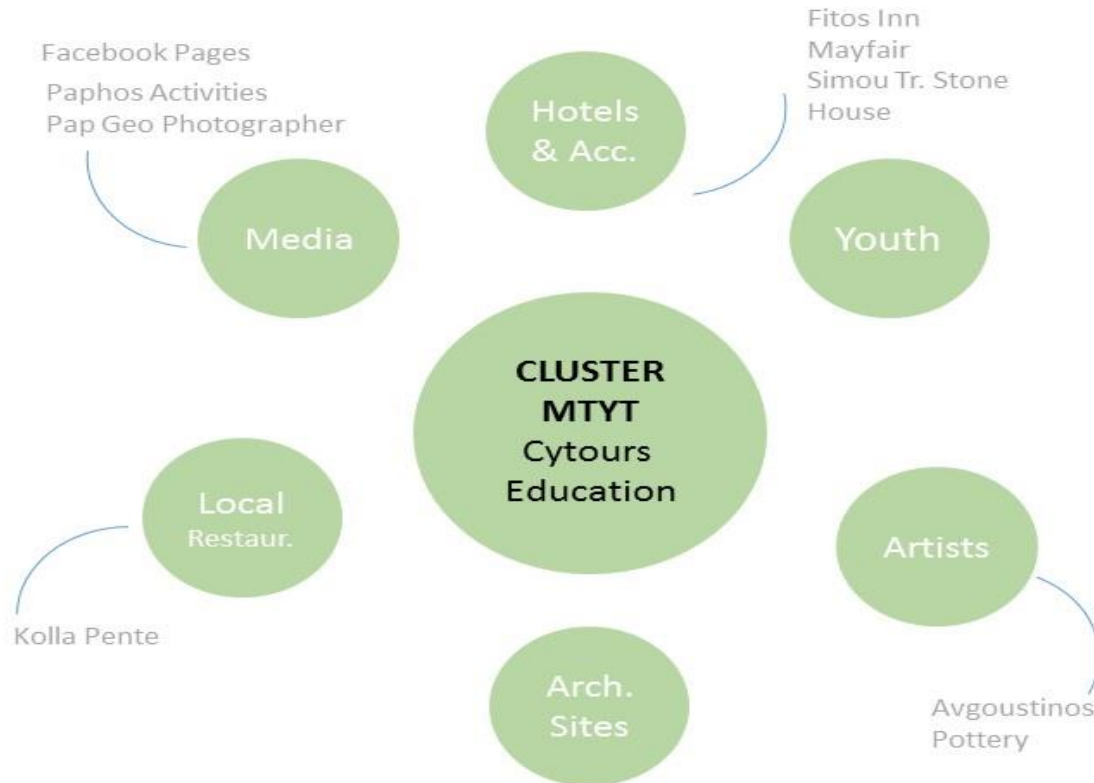 Facebook Pages
Paphos Activities
Pap Geo Photographer
Fitos Inn
Mayfair
Simou Tr. Stone
House
Hotels
& Acc.
Media
Youth
CLUSTER
MTYT
Cytours
Education
Local
Restaur.
Artists
Kolla Pente
Arch.
Sites
Avgoustinos
Pottery